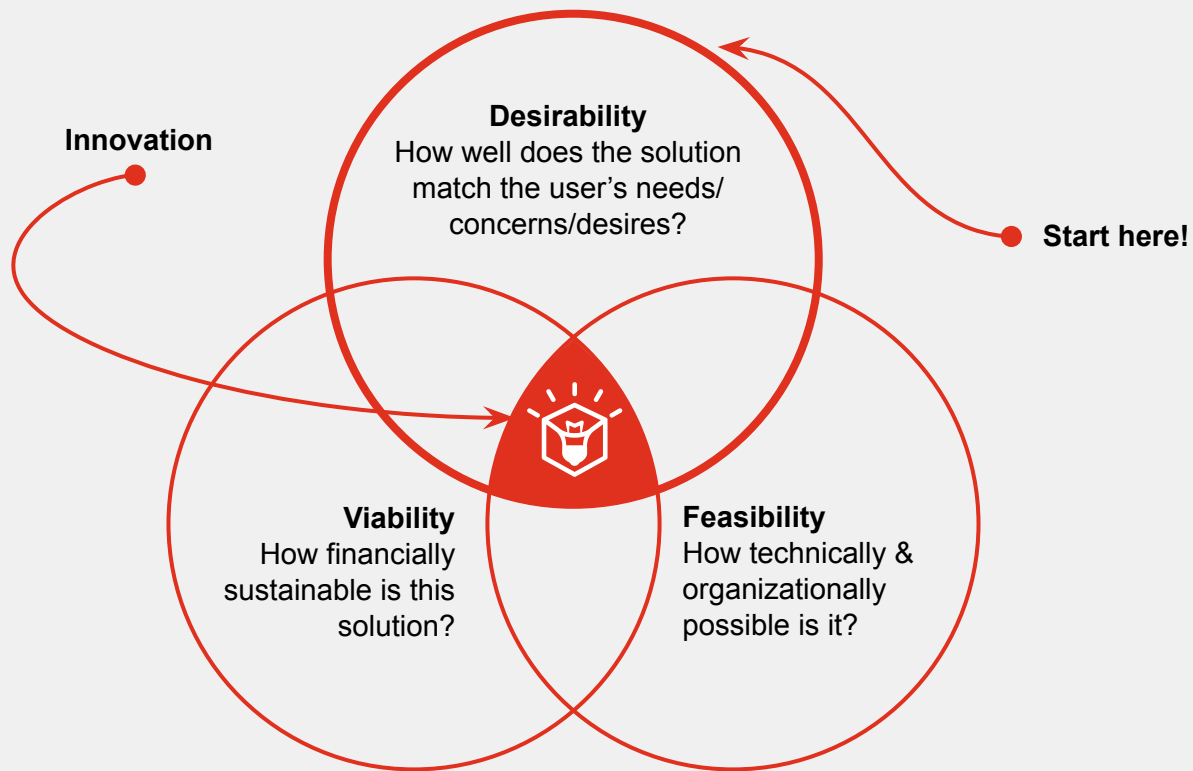 Innovation
Desirability
How well does the solution
match the user’s needs/
concerns/desires?
Start here!
Viability
How financially
sustainable is this
solution?
Feasibility
How technically &
organizationally
possible is it?